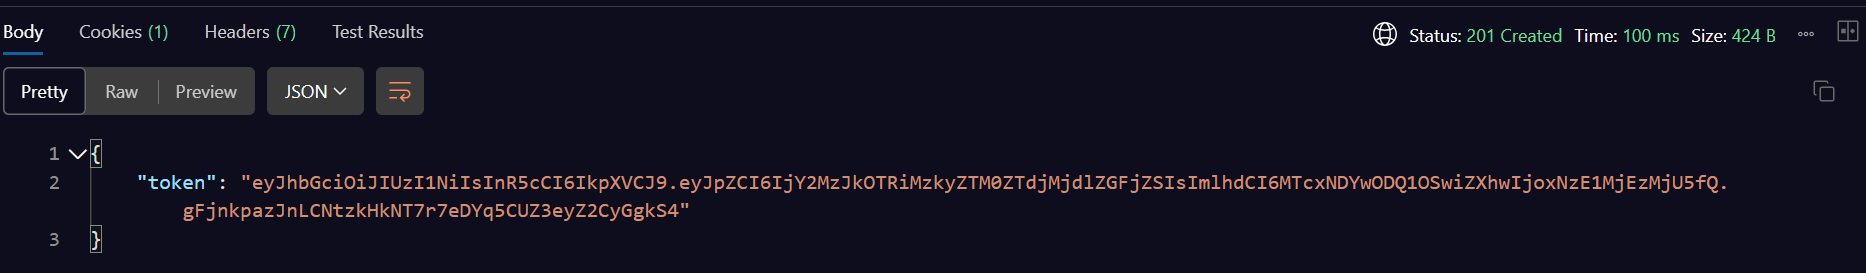 Body Cookies (1) Headers (7) Test Results Status: 201 Created Time: 100 ms Size: 424 B
Pretty Raw Preview JSON
1 {
2 "token": "eyJhbGciOiJIUzI1NiIsInR5cCI6IkpXVCJ9.eyJpZCI6IjY2MzJkOTRiMzkyZTM0ZTdjMjdlZGFjZSIsImlhdCI6MTcxNDYwODQ1OSwiZXhwIjoxNzE1MjEzMjU5fQ.
gFjnkpazJnLCNtzkHkNT7r7eDYq5CUZ3eyZ2CyGgkS4"
3 }